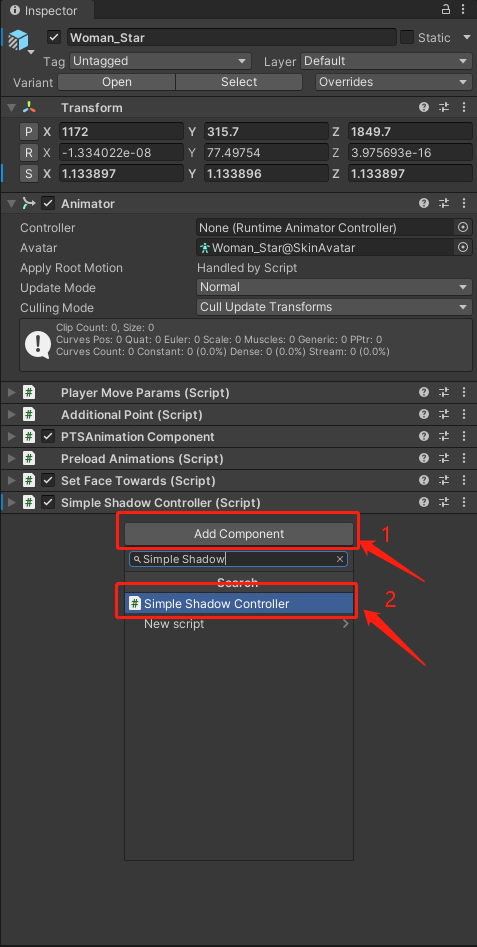 Inspector
Woman_Star Static
Tag Untagged Layer Default
Variant Open Select Overrides
Transform
P X 1172 Y 315.7 Z 1849.7
R X -1.334022e-08 Y 77.49754 Z 3.975693e-16
S X 1.133897 Y 1.133896 Z 1.133897
Animator
Controller None (Runtime Animator Controller)
Avatar Woman_Star@SkinAvatar
Apply Root Motion Handled by Script
Update Mode Normal
Culling Mode Cull Update Transforms
Clip Count: 0, Size: 0
Curves Pos: 0 Quat: 0 Euler: 0 Scale: 0 Muscles: 0 Generic: 0 PPtr: 0
Curves Count: 0 Constant: 0 (0.0%) Dense: 0 (0.0%) Stream: 0 (0.0%)
# Player Move Params (Script)
# Additional Point (Script)
# PTSAnimation Component
# Preload Animations (Script)
# Set Face Towards (Script)
# Simple Shadow Controller (Script)
Add Component 1
Simple Shadow
Search
# Simple Shadow Controller 2
New script